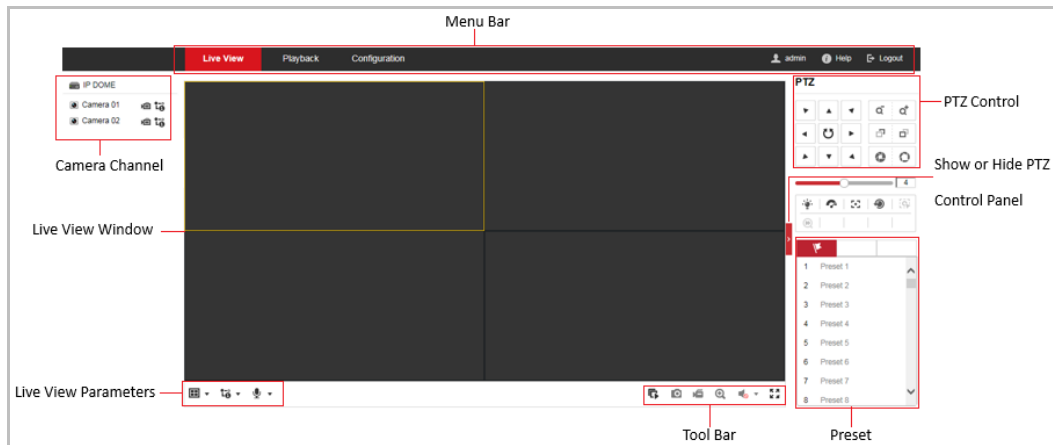 Menu Bar
Live View Playback Configuration admin Help Logout
IP DOME
Camera 01
Camera 02
Camera Channel
PTZ
PTZ Control
Show or Hide PTZ
Control Panel
4
Live View Window
1 Preset 1
2 Preset 2
3 Preset 3
4 Preset 4
5 Preset 5
6 Preset 6
7 Preset 7
8 Preset 8
Live View Parameters
Tool Bar
Preset